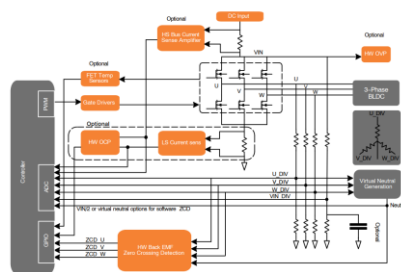 Optional
DC Input
HS Bus Current
Sense Amplifier
Optional
VIN
HW OVP
FET Temp
Sensors
PWM
Gate Drivers
U
V
W
U
V
W
3-Phase
BLDC
Optional
HW OCP
LS Current sens
U_DIV
V_DIV
W_DIV
Controller
ADC
U_DIV
V_DIV
W_DIV
VIN_DIV
Virtual Neutral
Generation
VIN/2 or virtual neutral options for software ZCD
Neut
GPIO
ZCD_U
ZCD_V
ZCD_W
HW Back EMF
Zero Crossing Detection
Optional